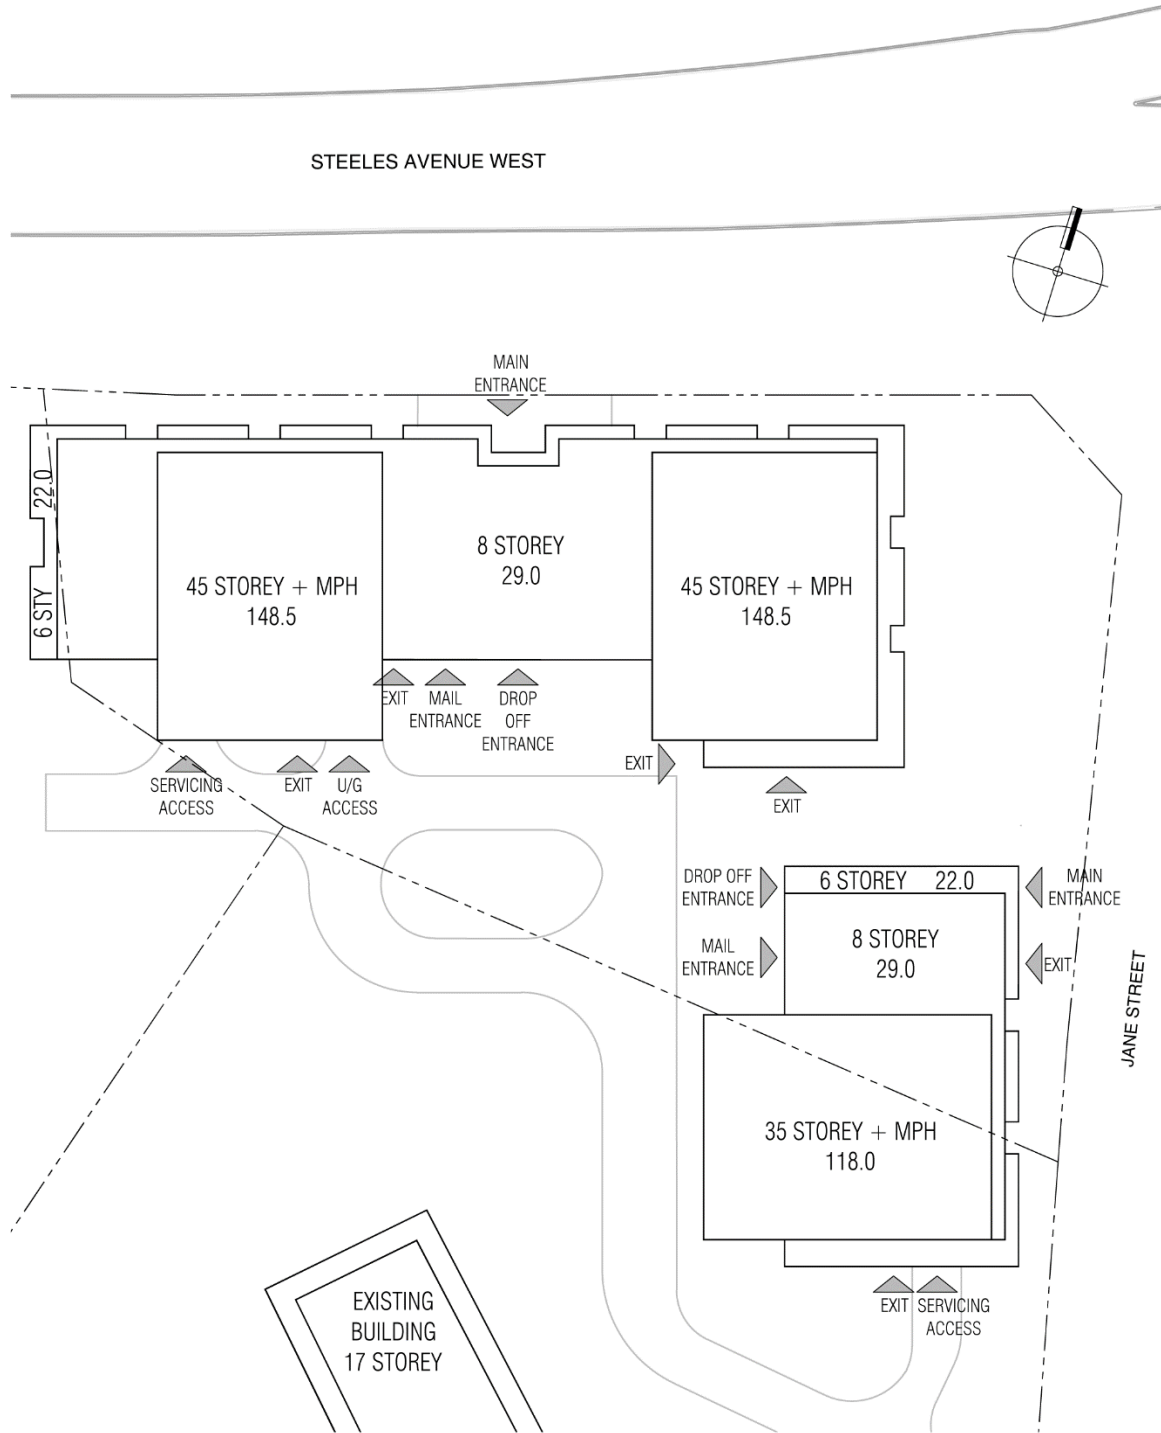 STEELES AVENUE WEST
MAIN
ENTRANCE
22.0
6 STY
45 STOREY + MPH
148.5
8 STOREY
29.0
45 STOREY + MPH
148.5
EXIT
MAIL
ENTRANCE
DROP
OFF
ENTRANCE
SERVICING
ACCESS
EXIT
U/G
ACCESS
EXIT
EXIT
DROP OFF
ENTRANCE
6 STOREY 22.0
MAIN
ENTRANCE
MAIL
ENTRANCE
8 STOREY
29.0
EXIT
JANE STREET
35 STOREY + MPH
118.0
EXISTING
BUILDING
17 STOREY
EXIT
SERVICING
ACCESS